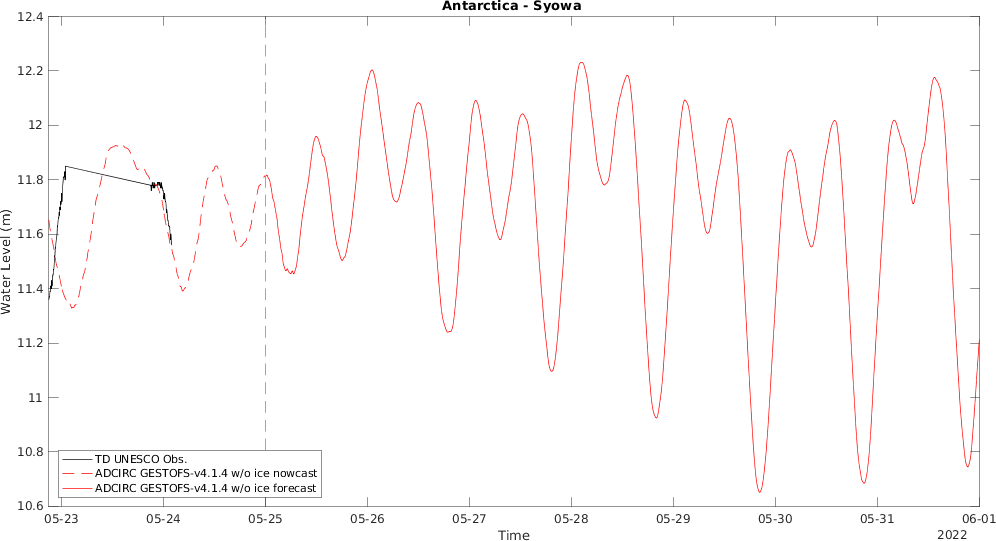 Antarctica - Syowa
12.4
12.2
12
11.8
11.6
11.4
11.2
11
10.8
10.6
Water Level (m)
TD UNESCO Obs.
ADCIRC GESTOFS-v4.1.4 w/o ice nowcast
ADCIRC GESTOFS-v4.1.4 w/o ice forecast
05-23 05-24 05-25 05-26 05-27 05-28 05-29 05-30 05-31 06-01
Time
2022